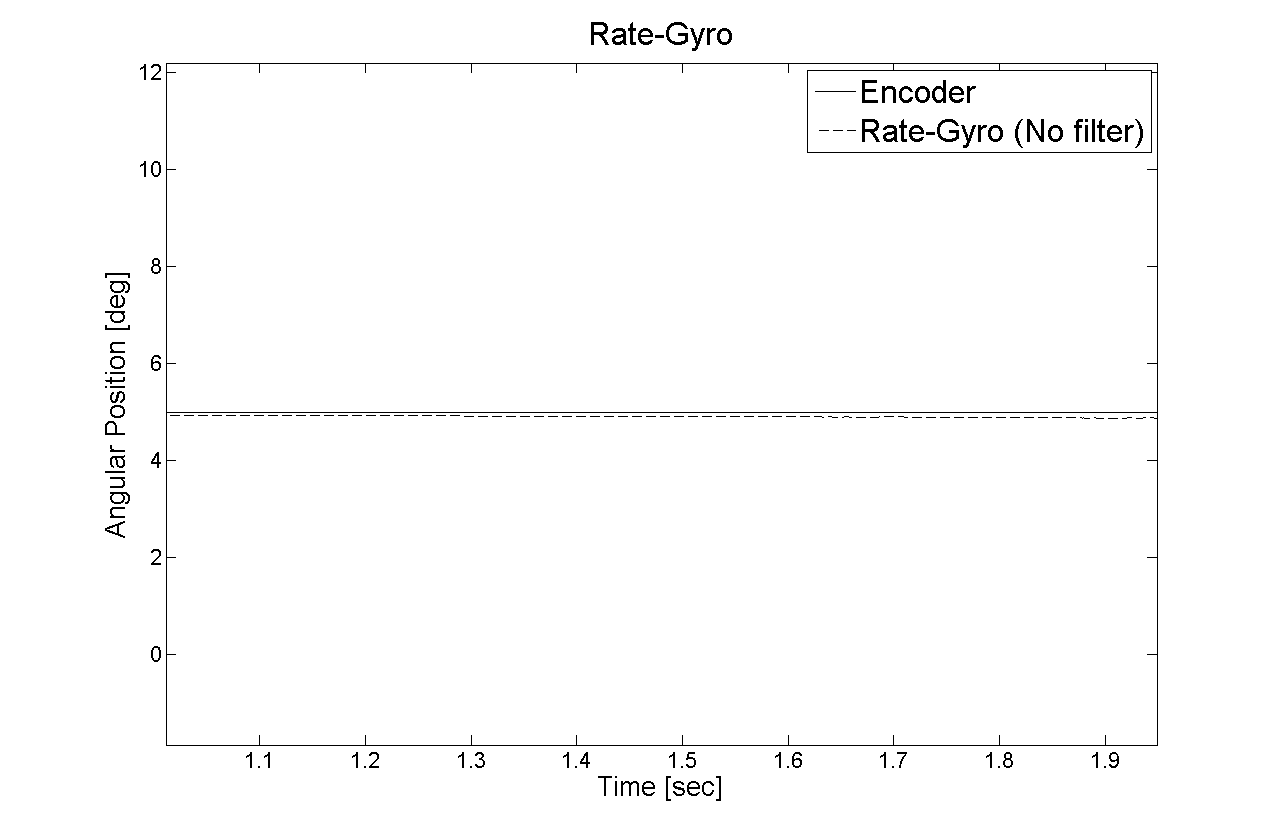 Rate-Gyro
Encoder
Rate-Gyro (No filter)
12
10
8
6
4
2
0
Angular Position [deg]
1.1 1.2 1.3 1.4 1.5 1.6 1.7 1.8 1.9
Time [sec]